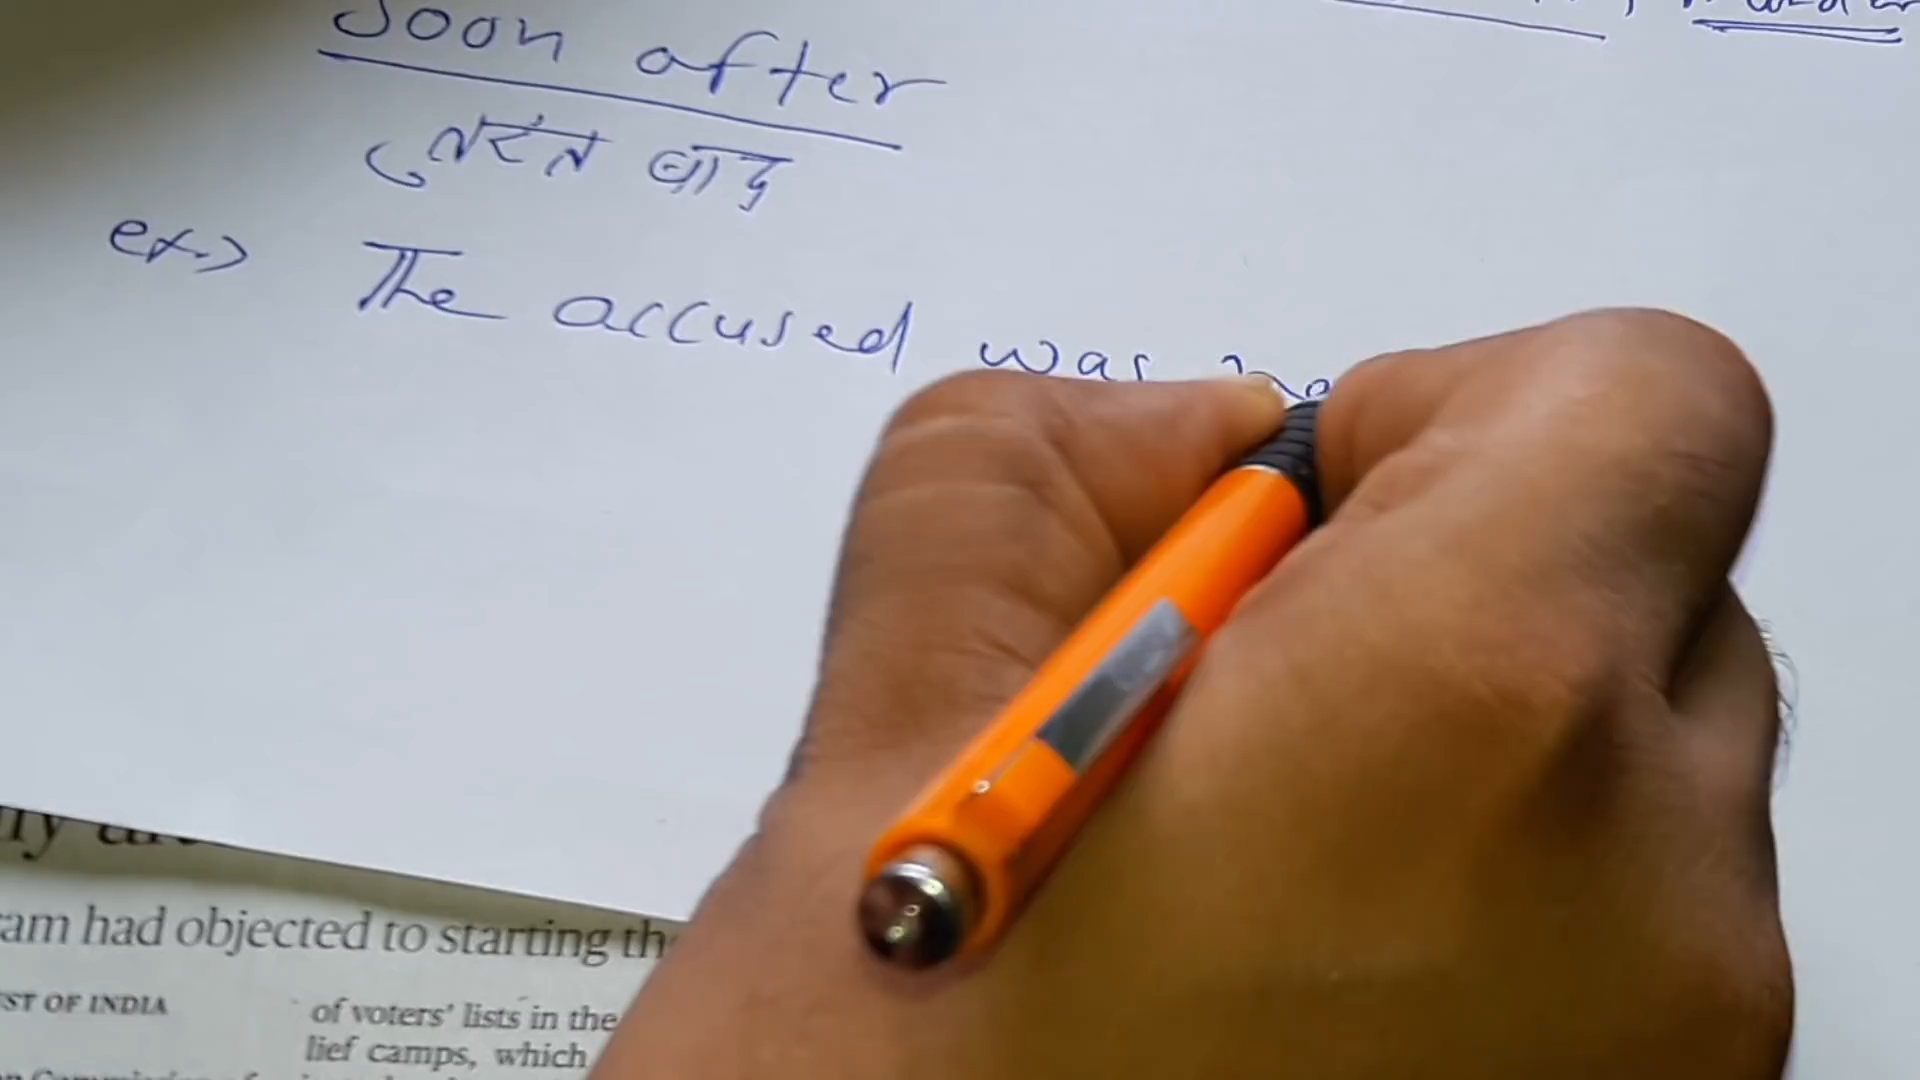 Soon after
तुरंत बाद
ex→ The accused was
am had objected to starting th
ST OF INDIA
of voters' lists in the
lief camps, which